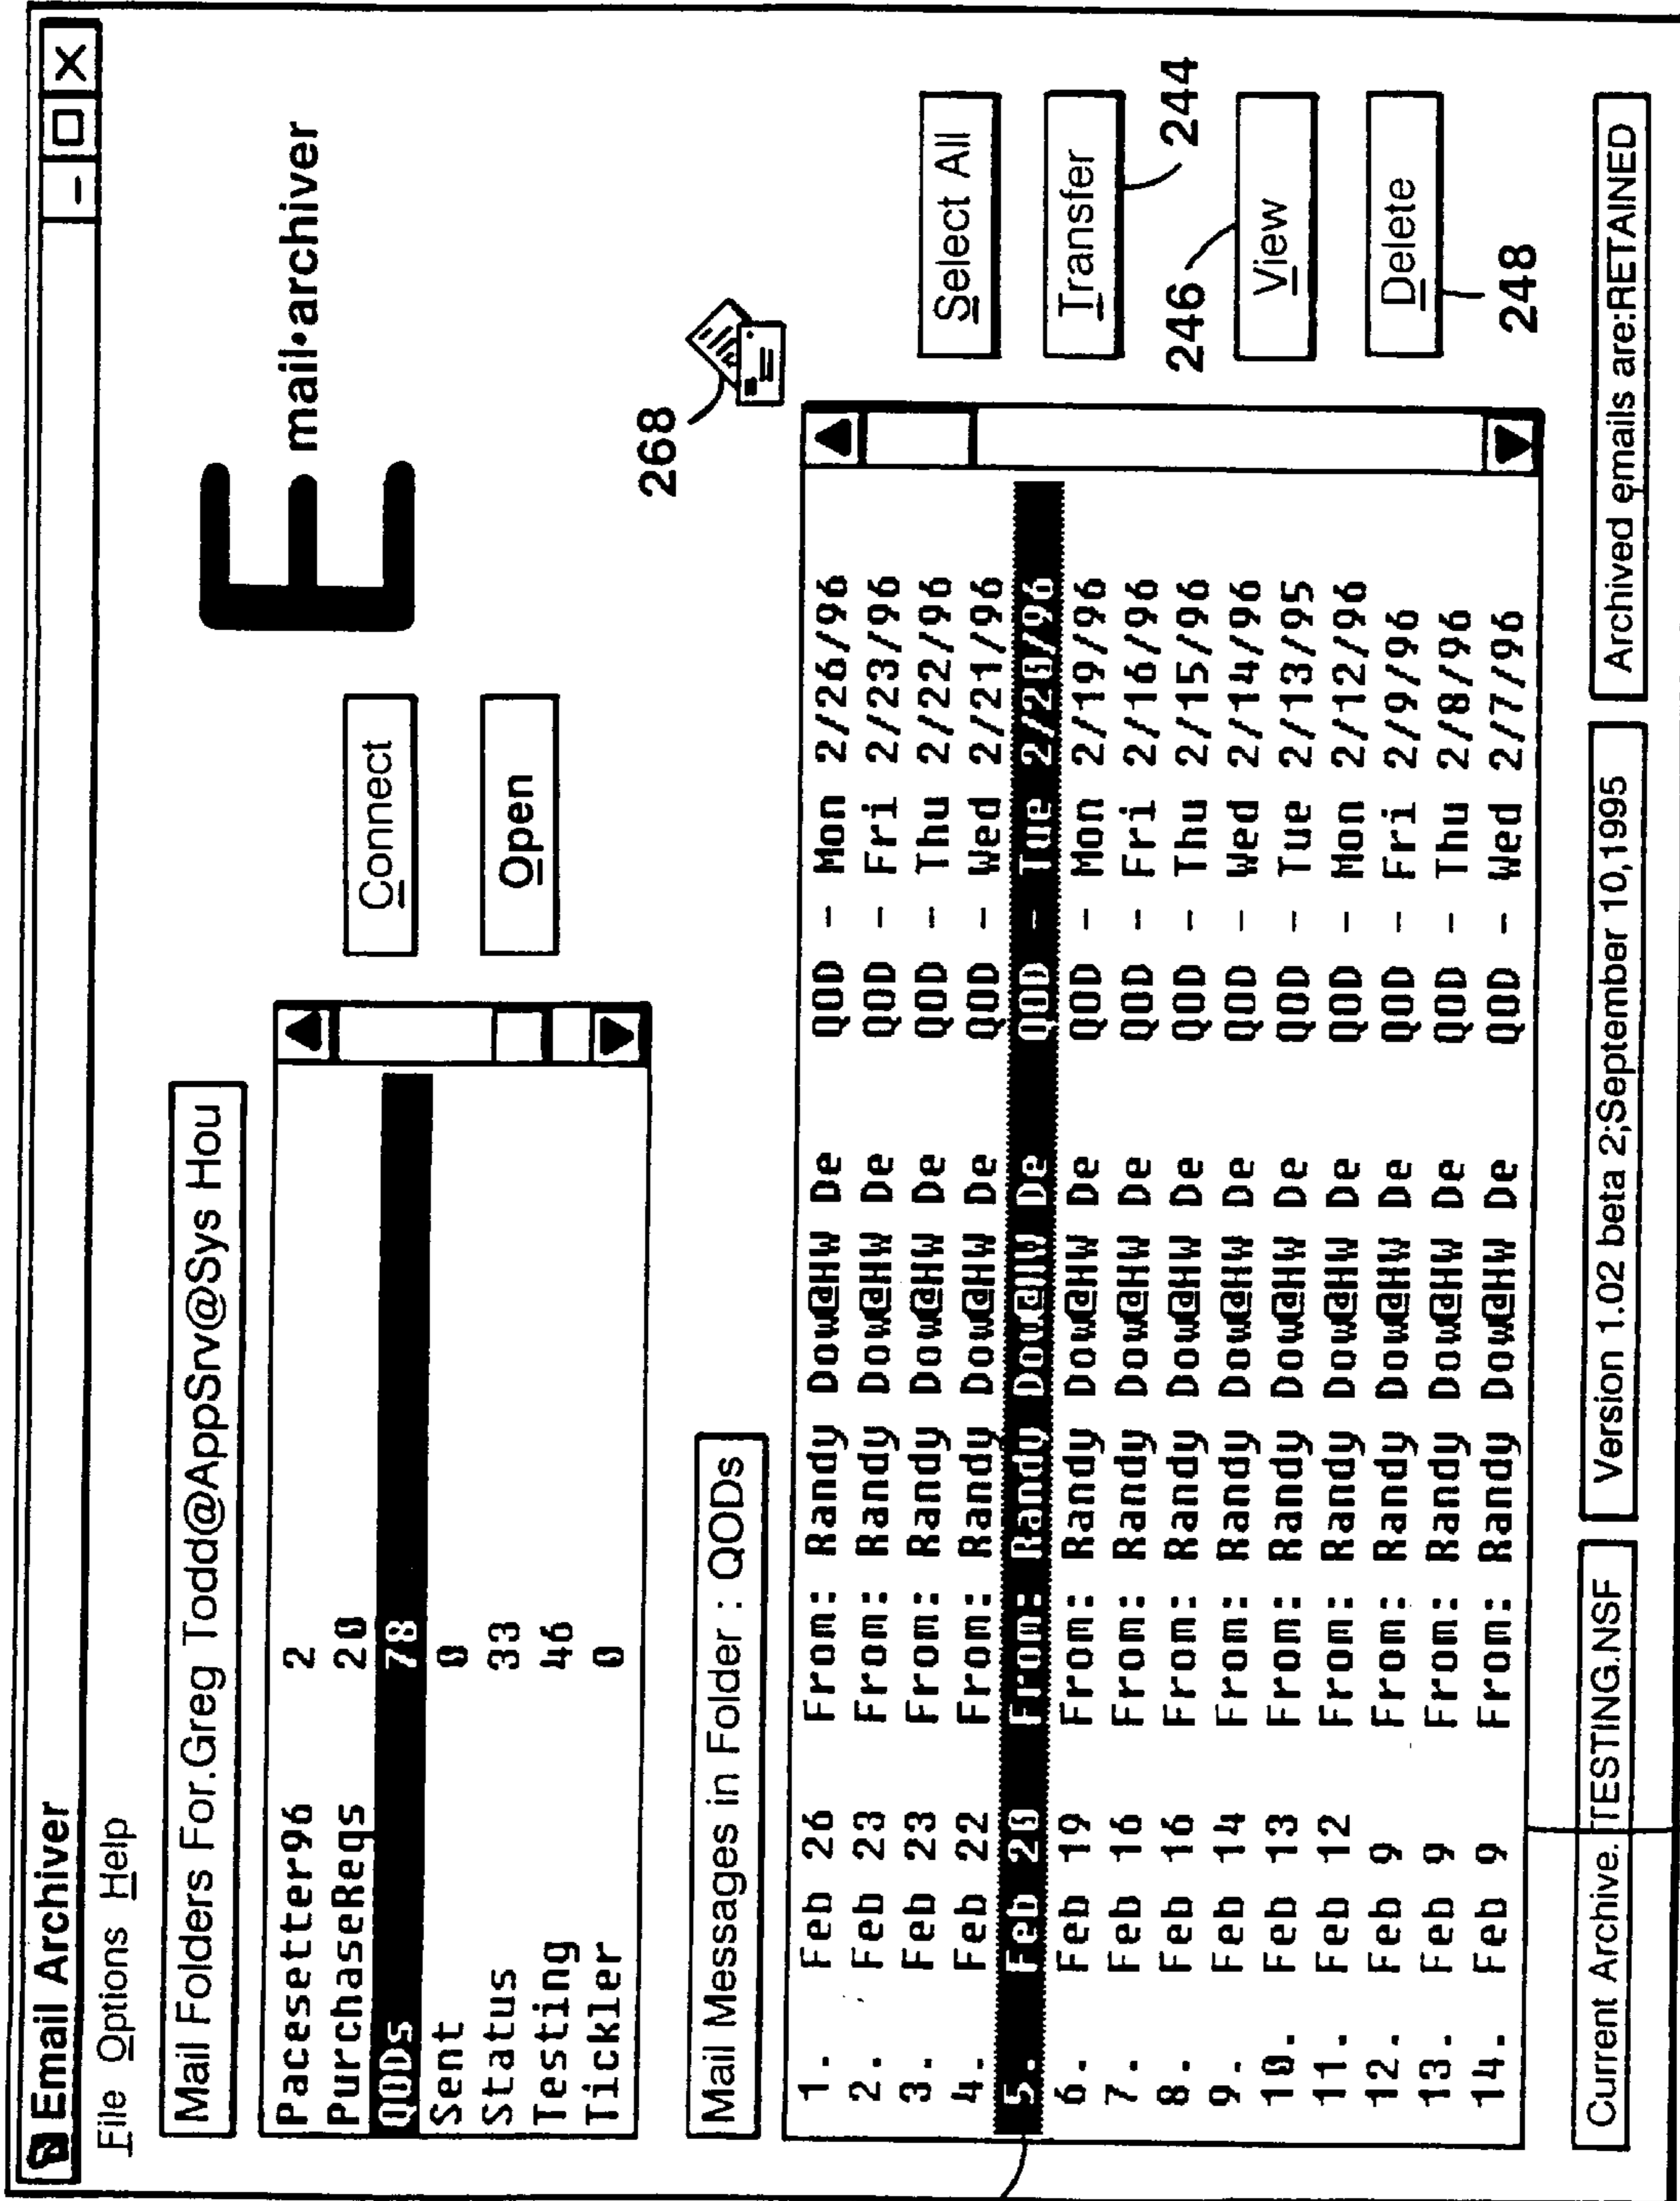 Email Archiver
File Options Help
Mail Folders For.Greg Todd@AppSrv@Sys Hou
Pacesetter96 2
PurchaseReqs 20
QODs 78
Sent 0
Status 33
Testing 46
Tickler 0
Connect
Open
E mail•archiver
268
Mail Messages in Folder : QODs
1. Feb 26 From: Randy Dow@HW De QOD - Mon 2/26/96
2. Feb 23 From: Randy Dow@HW De QOD - Fri 2/23/96
3. Feb 23 From: Randy Dow@HW De QOD - Thu 2/22/96
4. Feb 22 From: Randy Dow@HW De QOD - Wed 2/21/96
5. Feb 20 From: Randy Dow@HW De QOD - Tue 2/20/96
6. Feb 19 From: Randy Dow@HW De QOD - Mon 2/19/96
7. Feb 16 From: Randy Dow@HW De QOD - Fri 2/16/96
8. Feb 16 From: Randy Dow@HW De QOD - Thu 2/15/96
9. Feb 14 From: Randy Dow@HW De QOD - Wed 2/14/96
10. Feb 13 From: Randy Dow@HW De QOD - Tue 2/13/95
11. Feb 12 From: Randy Dow@HW De QOD - Mon 2/12/96
12. Feb 9 From: Randy Dow@HW De QOD - Fri 2/9/96
13. Feb 9 From: Randy Dow@HW De QOD - Thu 2/8/96
14. Feb 9 From: Randy Dow@HW De QOD - Wed 2/7/96
Select All
Transfer
244
246
View
Delete
248
Current Archive. TESTING.NSF
Version 1.02 beta 2;September 10,1995
Archived emails are:RETAINED